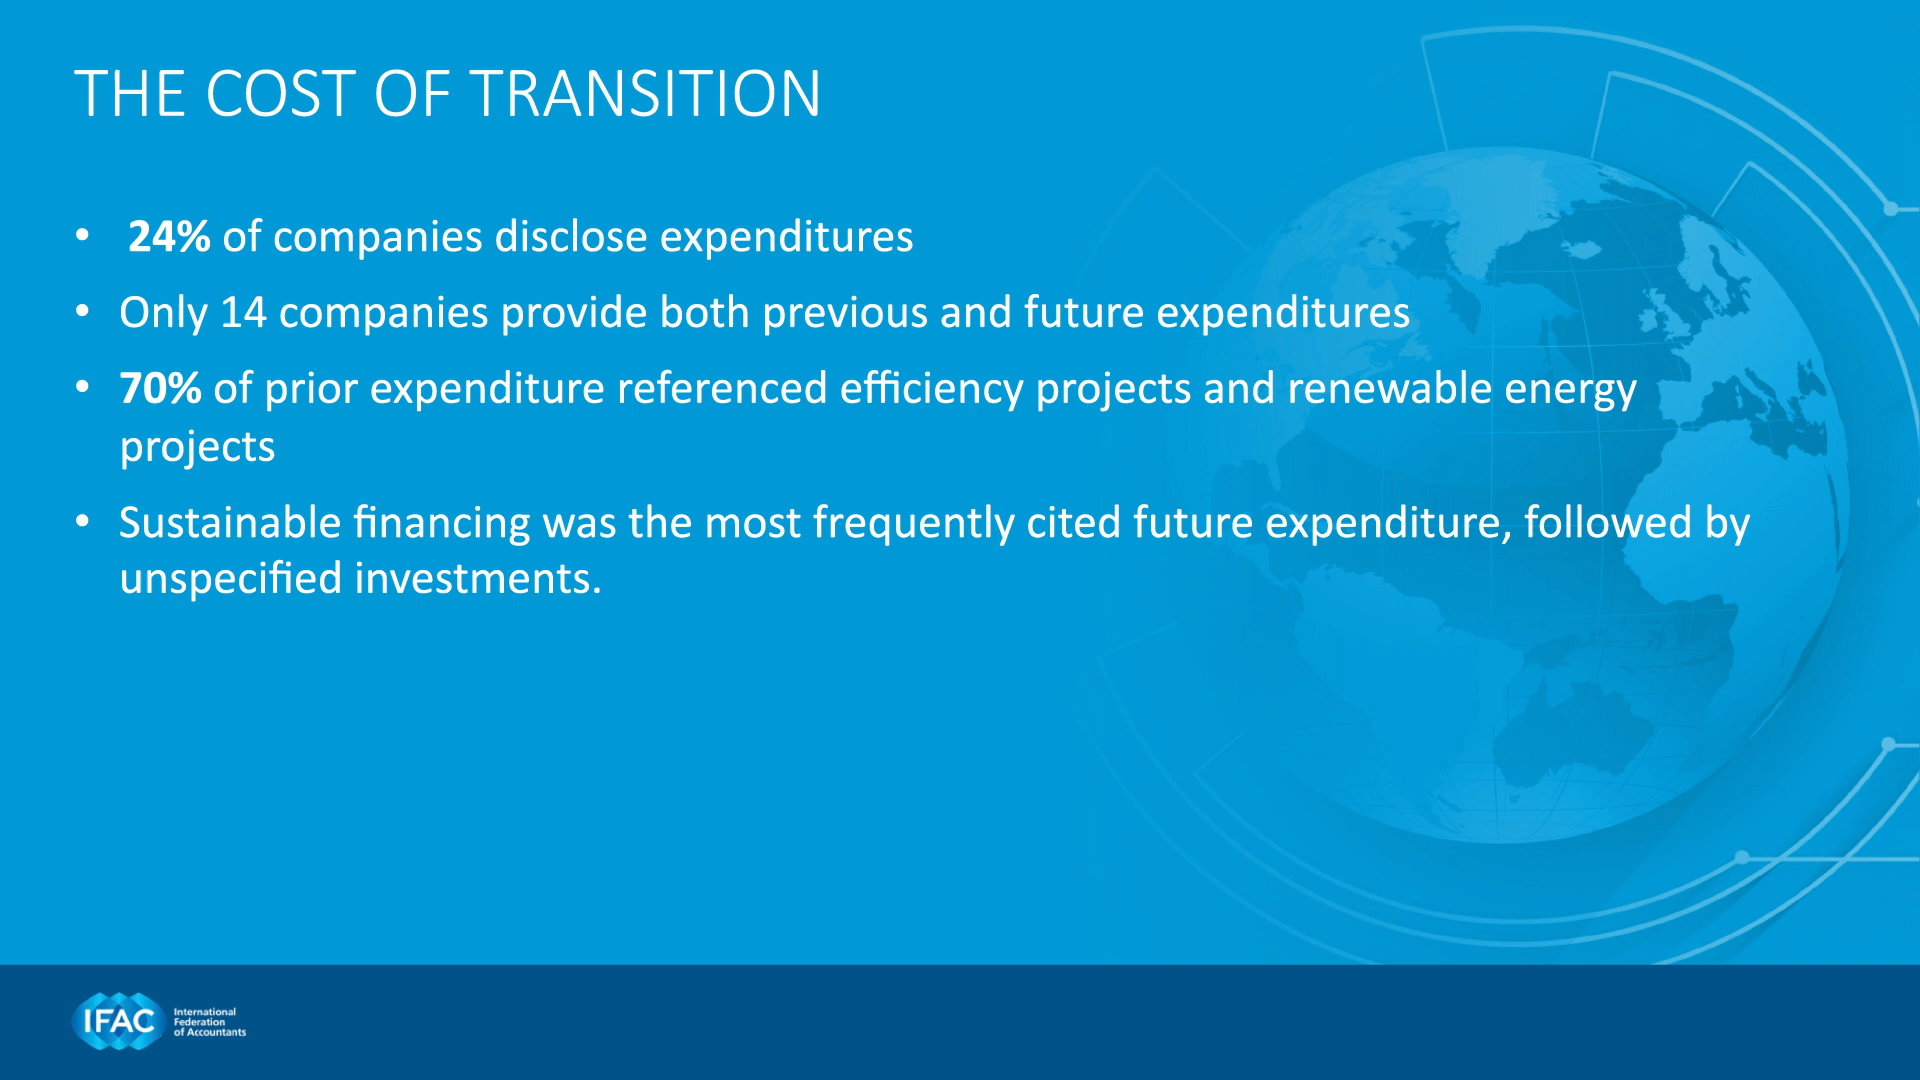 THE COST OF TRANSITION
• 24% of companies disclose expenditures
• Only 14 companies provide both previous and future expenditures
• 70% of prior expenditure referenced efficiency projects and renewable energy
projects
• Sustainable financing was the most frequently cited future expenditure, followed by
unspecified investments.
IFAC
International
Federation
of Accountants